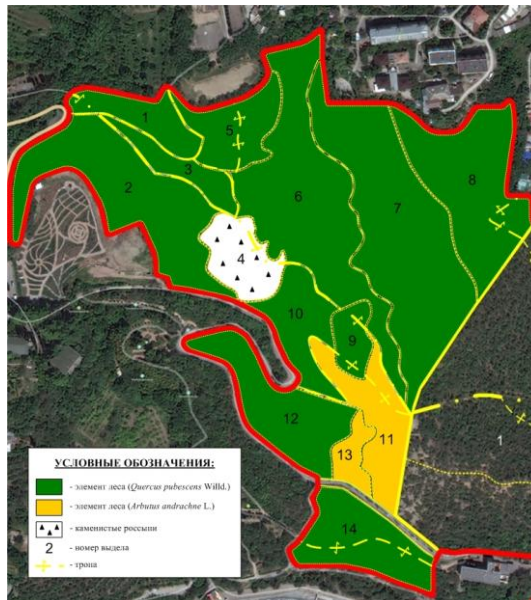 1
5
3
2
6
7
8
4
10
9
12
11
13
14
1
УСЛОВНЫЕ ОБОЗНАЧЕНИЯ:
- элемент леса (Quercus pubescens Willd.)
- элемент леса (Arbutus andrachne L.)
- каменистые россыпи
2 - номер выдела
- тропа